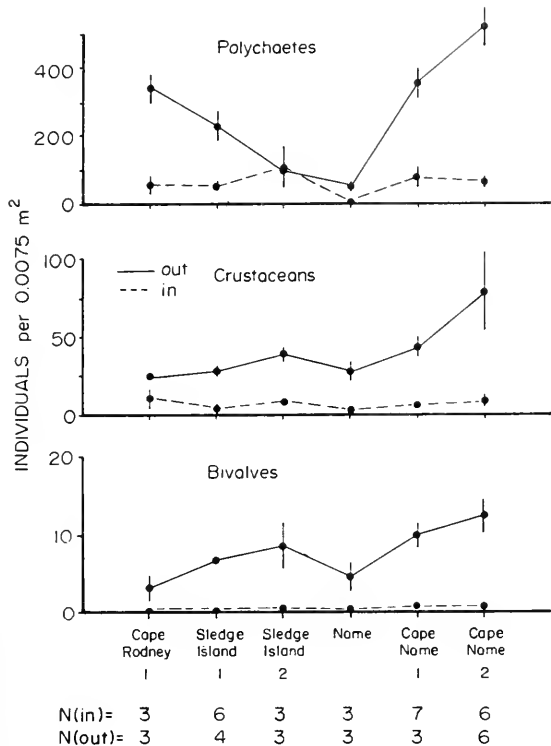 Polychaetes
400
200
0
INDIVIDUALS per 0.0075 m²
out
in
Crustaceans
100
50
0
Bivalves
20
10
0
Cape Rodney 1
Sledge Island 1
Sledge Island 2
Nome
Cape Nome 1
Cape Nome 2
N(in)= 3 6 3 3 7 6
N(out)= 3 4 3 3 3 6